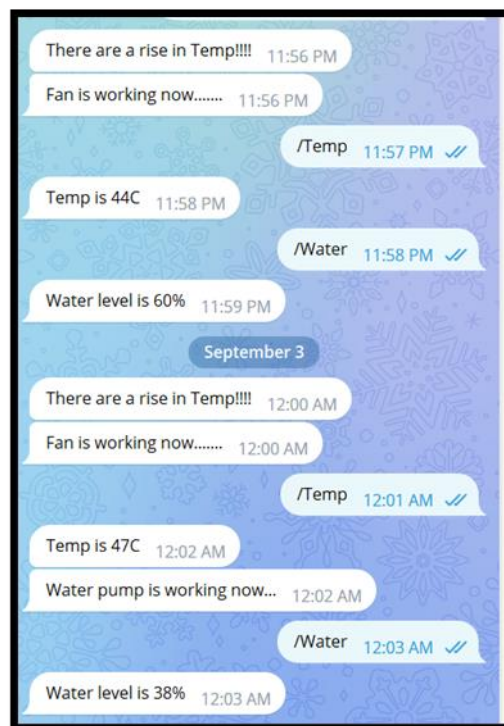 There are a rise in Temp!!!! 11:56 PM
Fan is working now....... 11:56 PM
/Temp 11:57 PM
Temp is 44C 11:58 PM
/Water 11:58 PM
Water level is 60% 11:59 PM
September 3
There are a rise in Temp!!!! 12:00 AM
Fan is working now....... 12:00 AM
/Temp 12:01 AM
Temp is 47C 12:02 AM
Water pump is working now... 12:02 AM
/Water 12:03 AM
Water level is 38% 12:03 AM